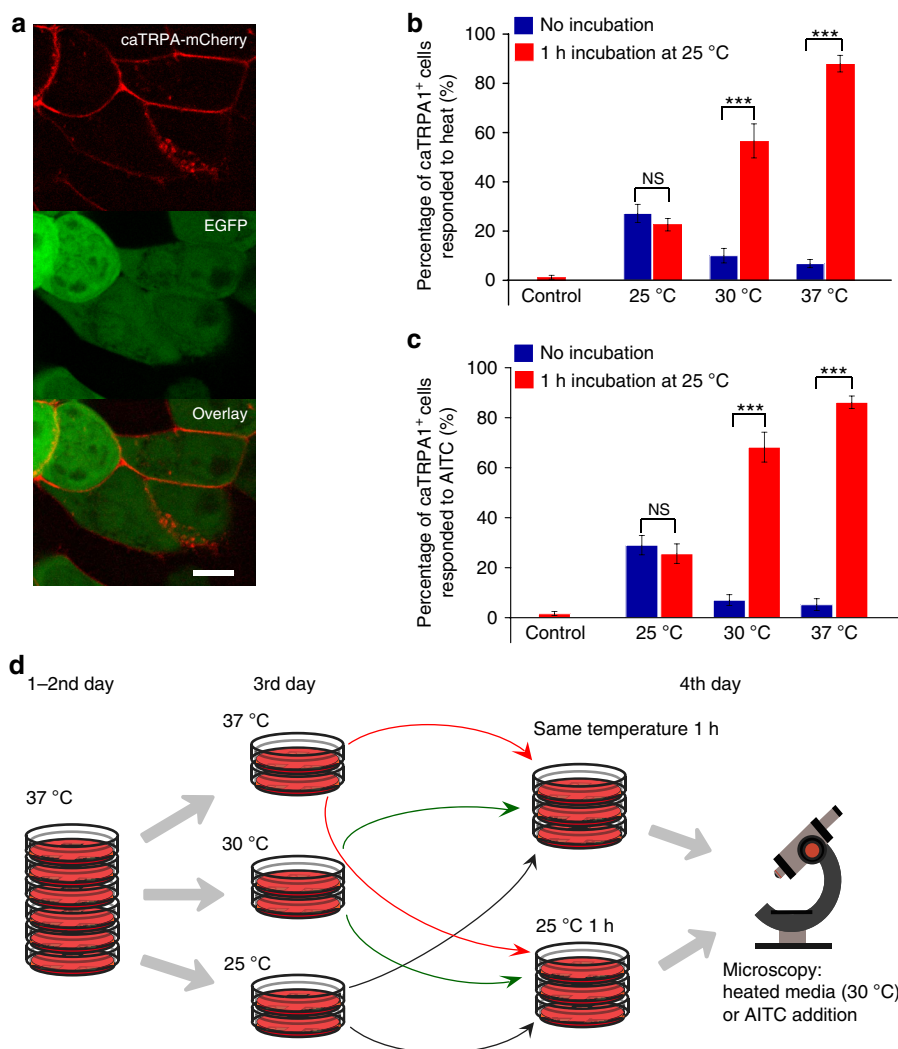 a
caTRPA-mCherry
EGFP
Overlay
b
No incubation
1 h incubation at 25 °C
Percentage of caTRPA1⁺ cells
responded to heat (%)
100
80
60
40
20
0
NS
***
***
Control
25 °C
30 °C
37 °C
c
No incubation
1 h incubation at 25 °C
Percentage of caTRPA1⁺ cells
responded to AITC (%)
100
80
60
40
20
0
NS
***
***
Control
25 °C
30 °C
37 °C
d
1–2nd day
3rd day
4th day
37 °C
37 °C
30 °C
25 °C
Same temperature 1 h
25 °C 1 h
Microscopy:
heated media (30 °C)
or AITC addition